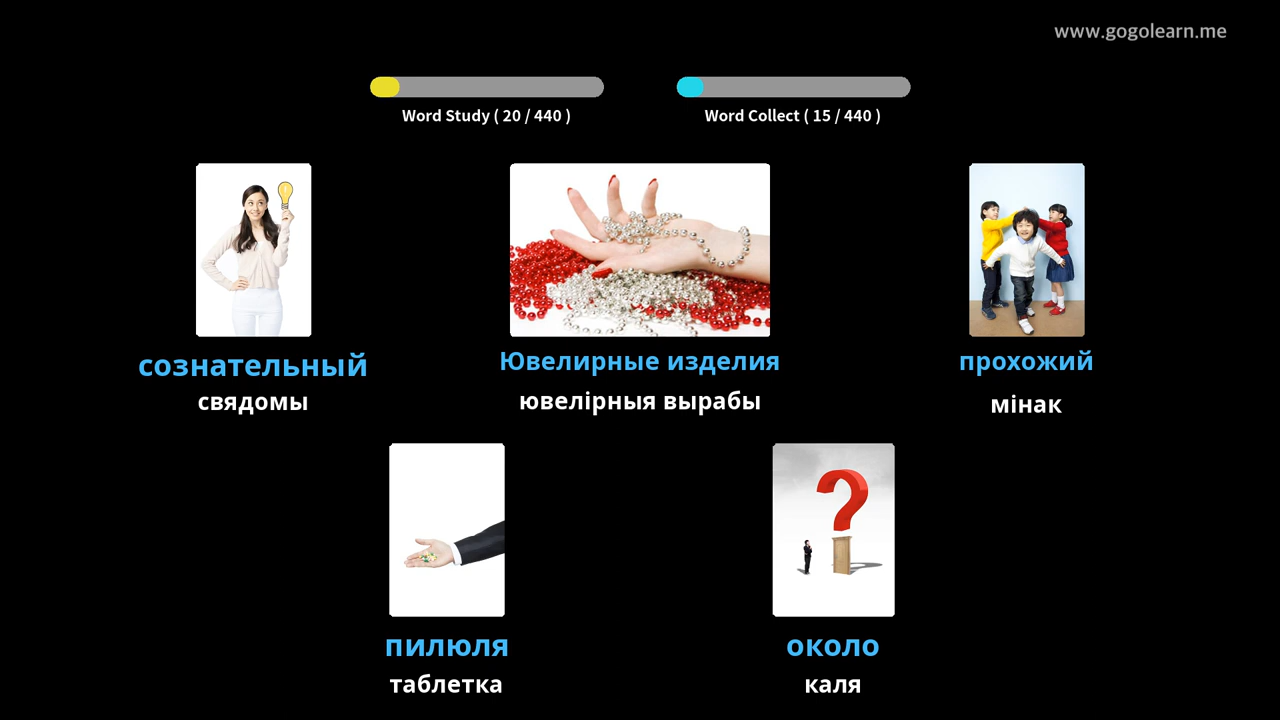 www.gogolearn.me
Word Study ( 20 / 440 )
Word Collect ( 15 / 440 )
сознательный
свядомы
Ювелирные изделия
ювелірныя вырабы
прохожий
мінак
пилюля
таблетка
около
каля